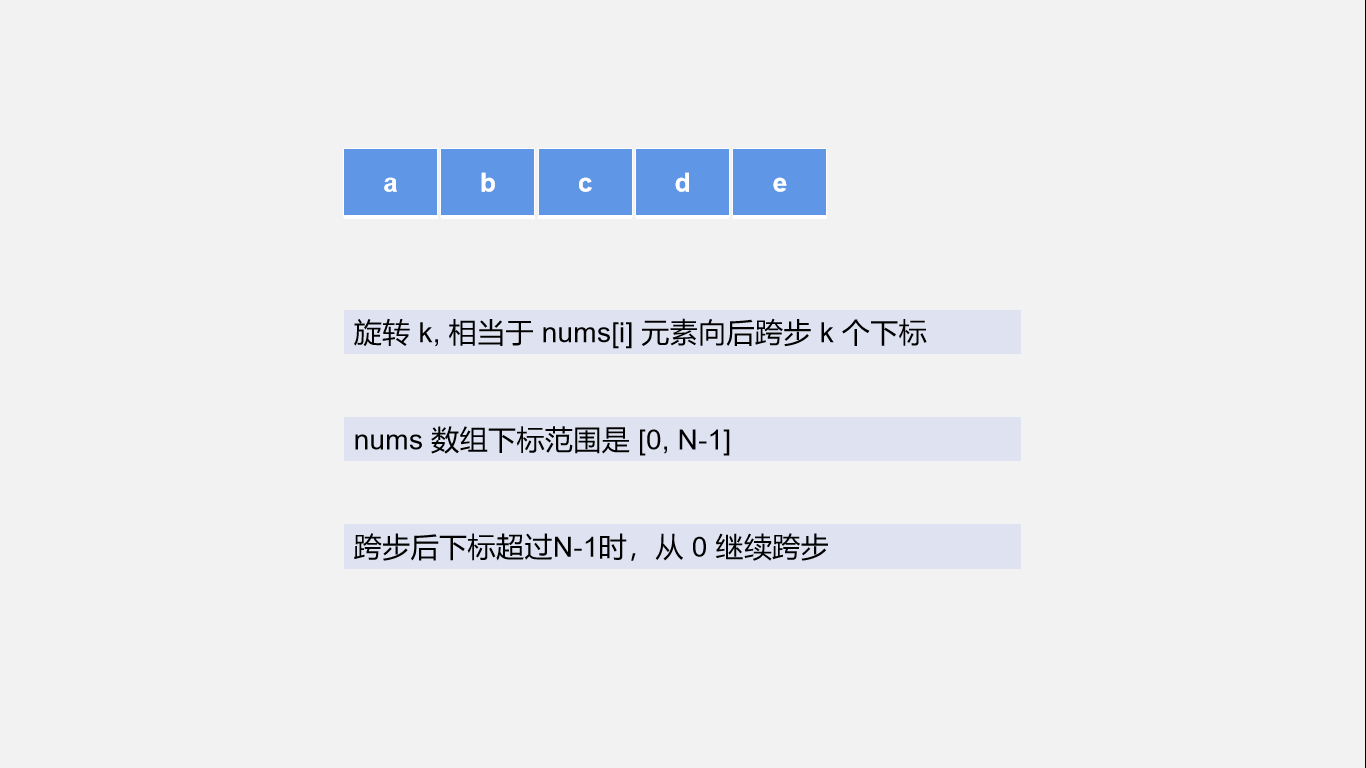 a b c d e
旋转 k, 相当于 nums[i] 元素向后跨步 k 个下标
nums 数组下标范围是 [0, N-1]
跨步后下标超过N-1时，从 0 继续跨步